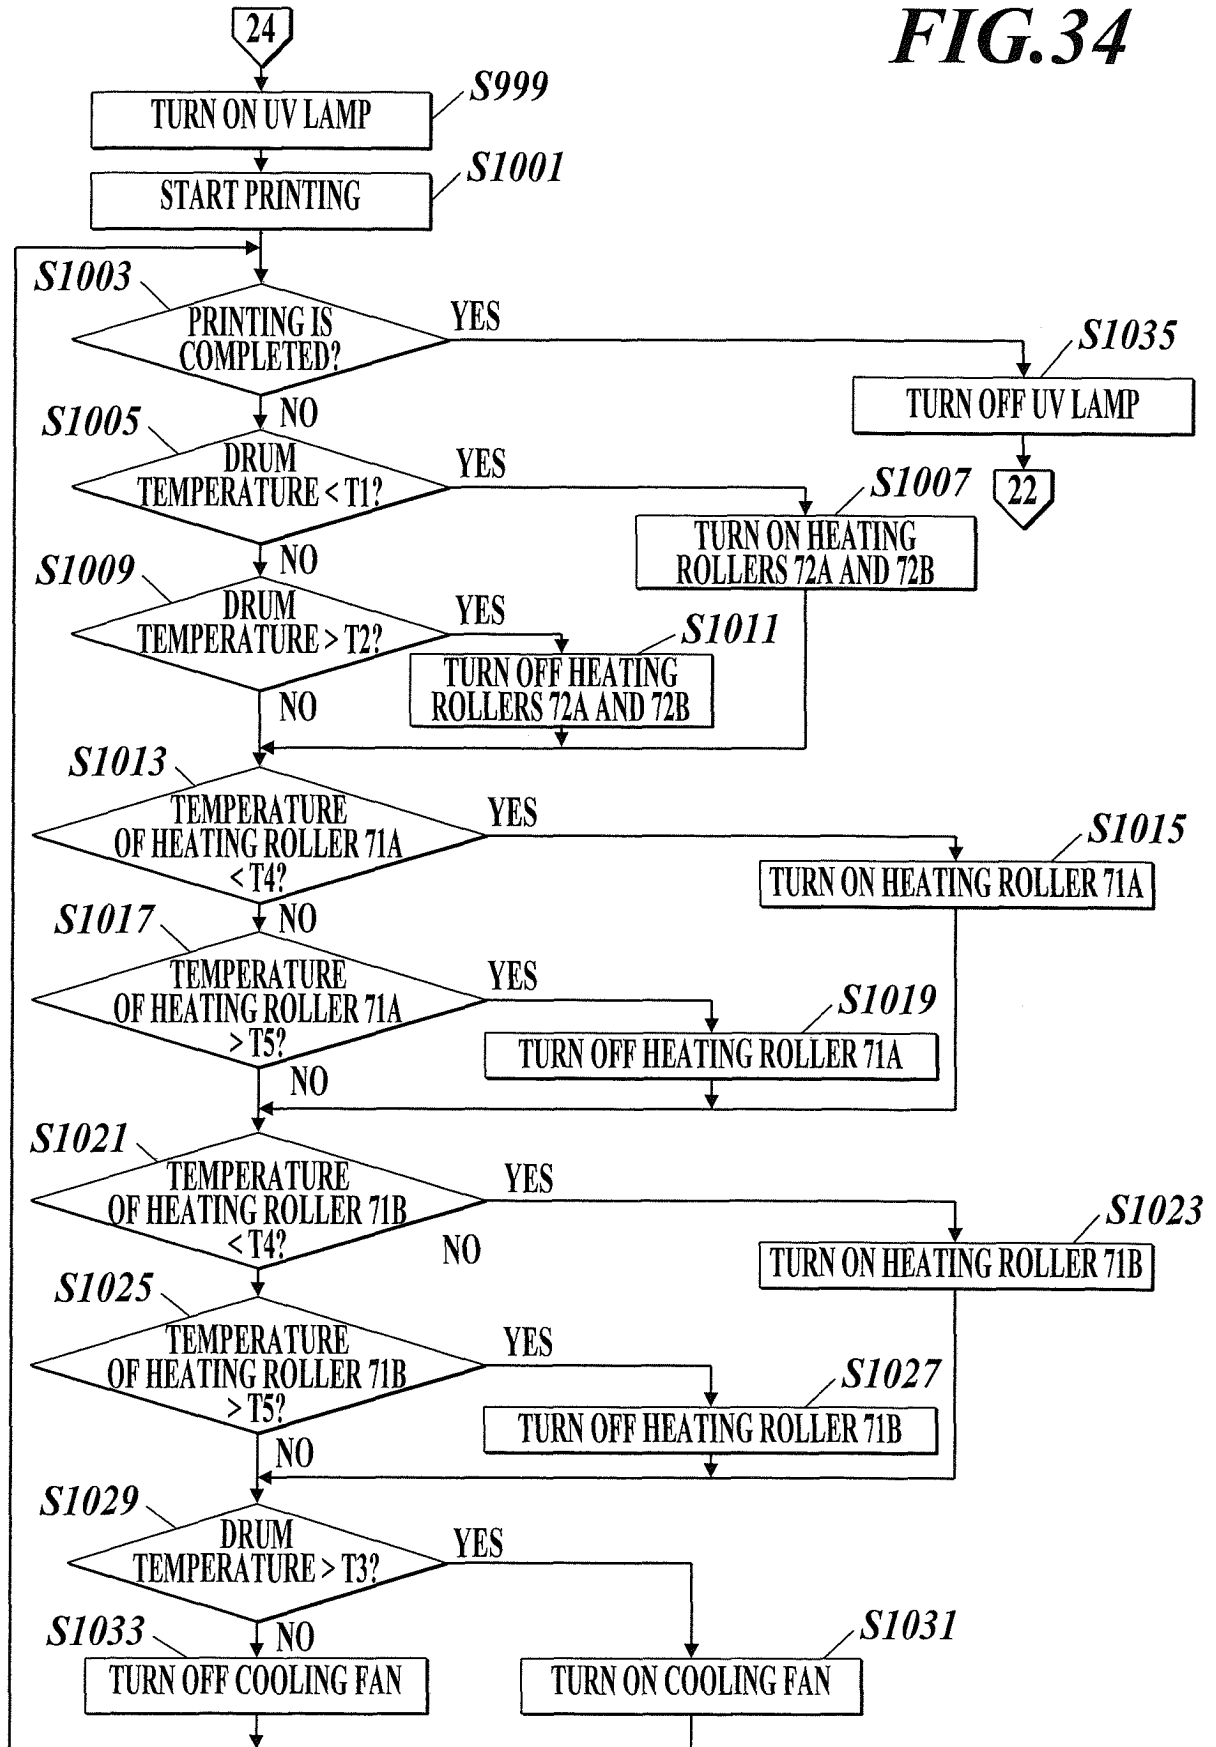 FIG.34
24
S999
TURN ON UV LAMP
S1001
START PRINTING
S1003
PRINTING IS
COMPLETED?
YES
NO
S1035
TURN OFF UV LAMP
22
S1005
DRUM
TEMPERATURE < T1?
YES
NO
S1007
TURN ON HEATING
ROLLERS 72A AND 72B
S1009
DRUM
TEMPERATURE > T2?
YES
NO
S1011
TURN OFF HEATING
ROLLERS 72A AND 72B
S1013
TEMPERATURE
OF HEATING ROLLER 71A
< T4?
YES
NO
S1015
TURN ON HEATING ROLLER 71A
S1017
TEMPERATURE
OF HEATING ROLLER 71A
> T5?
YES
NO
S1019
TURN OFF HEATING ROLLER 71A
S1021
TEMPERATURE
OF HEATING ROLLER 71B
< T4?
YES
NO
S1023
TURN ON HEATING ROLLER 71B
S1025
TEMPERATURE
OF HEATING ROLLER 71B
> T5?
YES
NO
S1027
TURN OFF HEATING ROLLER 71B
S1029
DRUM
TEMPERATURE > T3?
YES
NO
S1033
TURN OFF COOLING FAN
S1031
TURN ON COOLING FAN